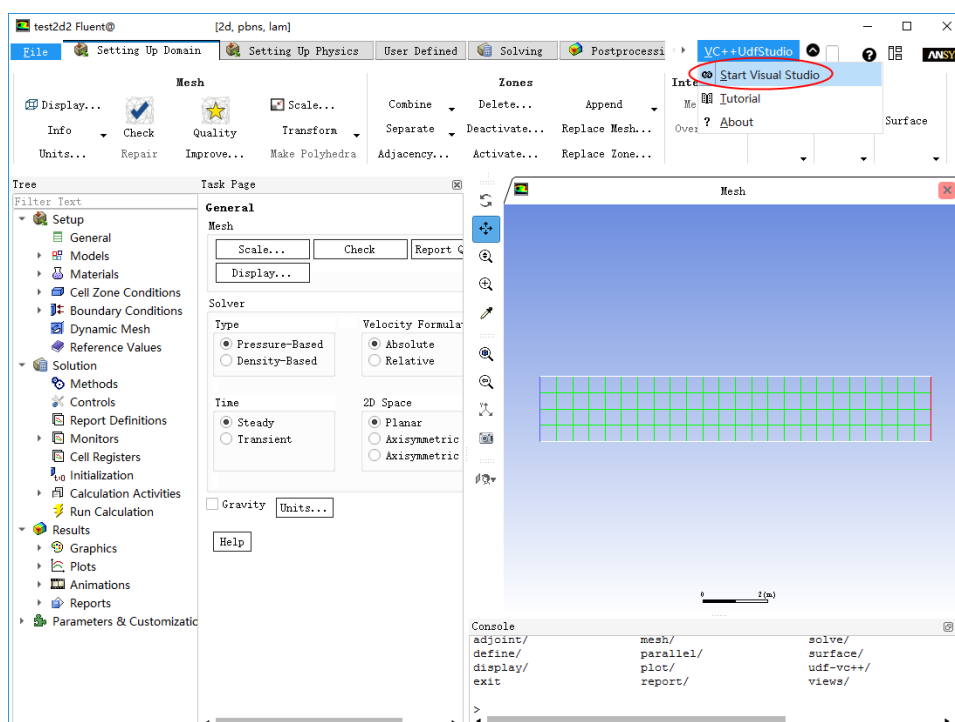 test2d2 Fluent@ [2d, pbns, lam]
File Setting Up Domain Setting Up Physics User Defined Solving Postprocessi VC++UdfStudio ANSY
Start Visual Studio
Tutorial
? About
Mesh Zones Inte
Display... Scale... Combine Delete... Append Me
Info Check Quality Transform Separate Deactivate... Replace Mesh... Over Surface
Units... Repair Improve... Make Polyhedra Adjacency... Activate... Replace Zone...
Tree
Filter Text
Setup
General
Models
Materials
Cell Zone Conditions
Boundary Conditions
Dynamic Mesh
Reference Values
Solution
Methods
Controls
Report Definitions
Monitors
Cell Registers
Initialization
Calculation Activities
Run Calculation
Results
Graphics
Plots
Animations
Reports
Parameters & Customizatic
Task Page
General
Mesh
Scale... Check Report Q
Display...
Solver
Type Velocity Formula
Pressure-Based Absolute
Density-Based Relative
Time 2D Space
Steady Planar
Transient Axisymmetric
Axisymmetric
Gravity Units...
Help
Mesh
0 2 (m)
Console
adjoint/ mesh/ solve/
define/ parallel/ surface/
display/ plot/ udf-vc++/
exit report/ views/
>